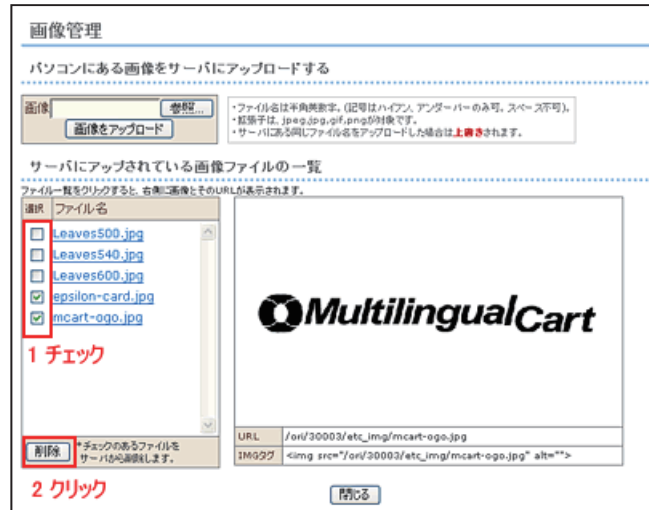 画像管理
パソコンにある画像をサーバにアップロードする
画像 参照...
画像をアップロード
・ファイル名は半角英数字。(記号はハイフン, アンダーバーのみ可。スペース不可)。
・拡張子は, jpeg,jpg,gif,pngが対象です。
・サーバにある同じファイル名をアップロードした場合は上書きされます。
サーバにアップされている画像ファイルの一覧
ファイル一覧をクリックすると、右側に画像とそのURLが表示されます。
選択 ファイル名
Leaves500.jpg
Leaves540.jpg
Leaves600.jpg
epsilon-card.jpg
mcart-ogo.jpg
1 チェック
MultilingualCart
削除 *チェックのあるファイルを
サーバから削除します。
URL /ori/30003/etc_img/mcart-ogo.jpg
IMGタグ <img src="/ori/30003/etc_img/mcart-ogo.jpg" alt="">
2 クリック
閉じる